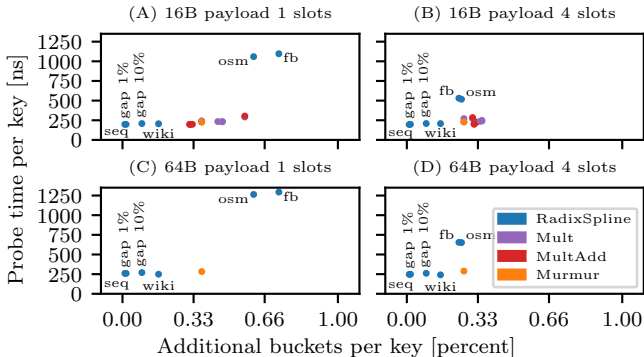 (A) 16B payload 1 slots
(B) 16B payload 4 slots
1250
1000
750
500
250
0
gap 1%
gap 10%
seq
wiki
osm
fb
gap 1%
gap 10%
seq
wiki
fb
osm
(C) 64B payload 1 slots
(D) 64B payload 4 slots
1250
1000
750
500
250
0
gap 1%
gap 10%
seq
wiki
osm
fb
gap 1%
gap 10%
seq
wiki
fb
osm
RadixSpline
Mult
MultAdd
Murmur
0.00 0.33 0.66 1.00
0.00 0.33 0.66 1.00
Probe time per key [ns]
Additional buckets per key [percent]